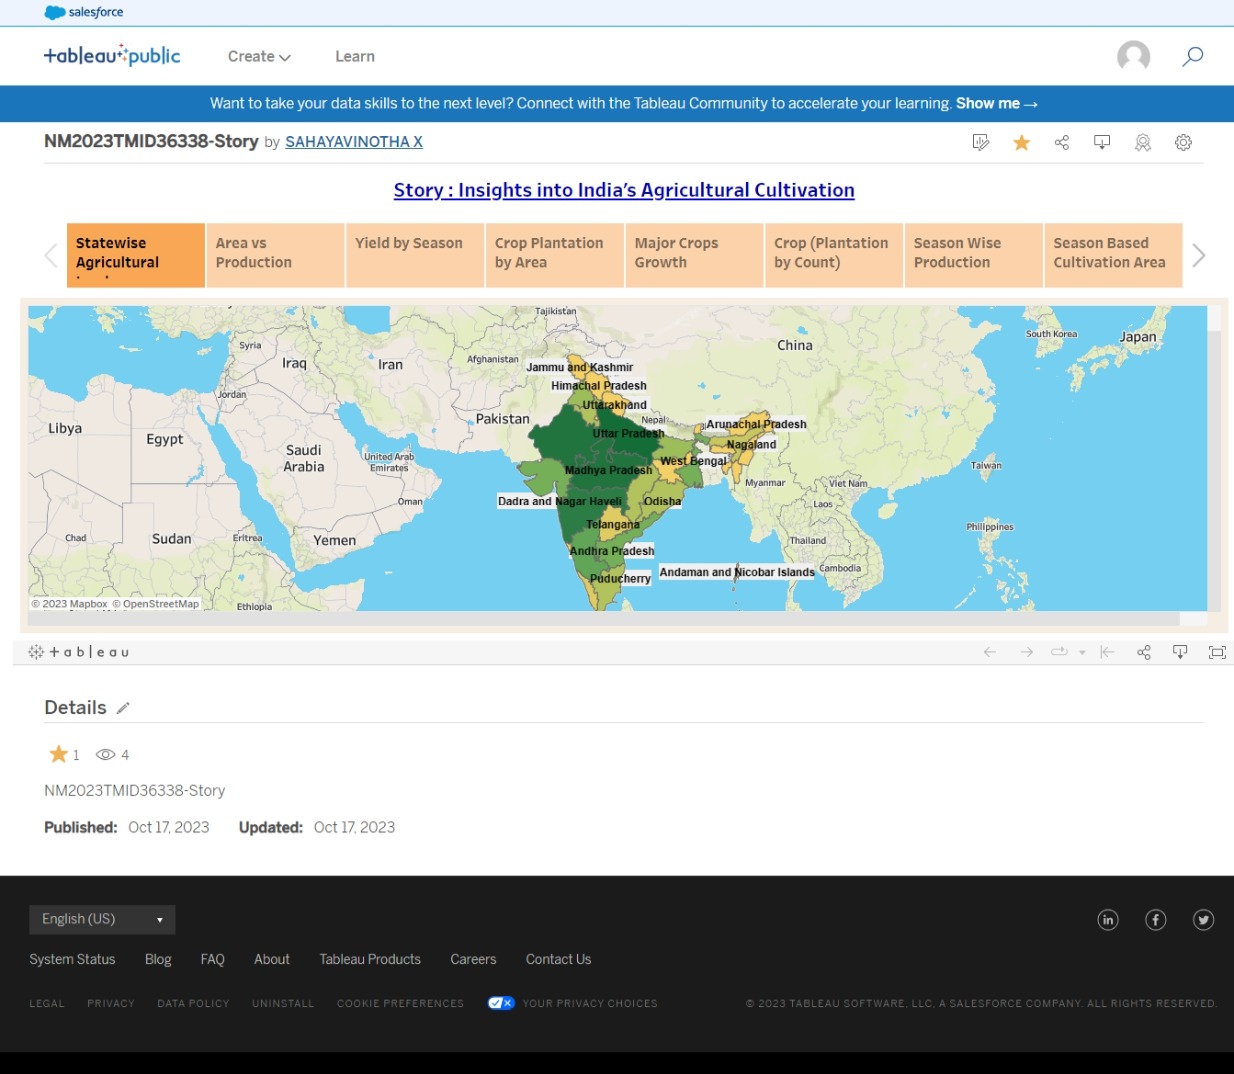 salesforce
+ableau public
Create
Learn
Want to take your data skills to the next level? Connect with the Tableau Community to accelerate your learning. Show me →
NM2023TMID36338-Story by SAHAYAVINOTHA X
Story : Insights into India's Agricultural Cultivation
Statewise
Agricultural
Area vs
Production
Yield by Season
Crop Plantation
by Area
Major Crops
Growth
Crop (Plantation
by Count)
Season Wise
Production
Season Based
Cultivation Area
Tajikistan
Syria
Iraq
Iran
Afghanistan
China
South Korea
Japan
Jammu and Kashmir
Himachal Pradesh
Jordan
Uttarakhand
Libya
Egypt
Pakistan
Nepal
Arunachal Pradesh
Uttar Pradesh
Nagaland
Saudi
Arabia
United Arab
Emirates
West Bengal
Taiwan
Madhya Pradesh
Myanmar
Viet Nam
Oman
Dadra and Nagar Haveli
Odisha
Laos
Telangana
Philippines
Chad
Sudan
Eritrea
Yemen
Thailand
Andhra Pradesh
Andaman and Nicobar Islands
Cambodia
Puducherry
© 2023 Mapbox © OpenStreetMap
Ethiopia
+ableau
Details
1
4
NM2023TMID36338-Story
Published: Oct 17, 2023 Updated: Oct 17, 2023
English (US)
System Status
Blog
FAQ
About
Tableau Products
Careers
Contact Us
LEGAL
PRIVACY
DATA POLICY
UNINSTALL
COOKIE PREFERENCES
YOUR PRIVACY CHOICES
© 2023 TABLEAU SOFTWARE, LLC, A SALESFORCE COMPANY. ALL RIGHTS RESERVED.